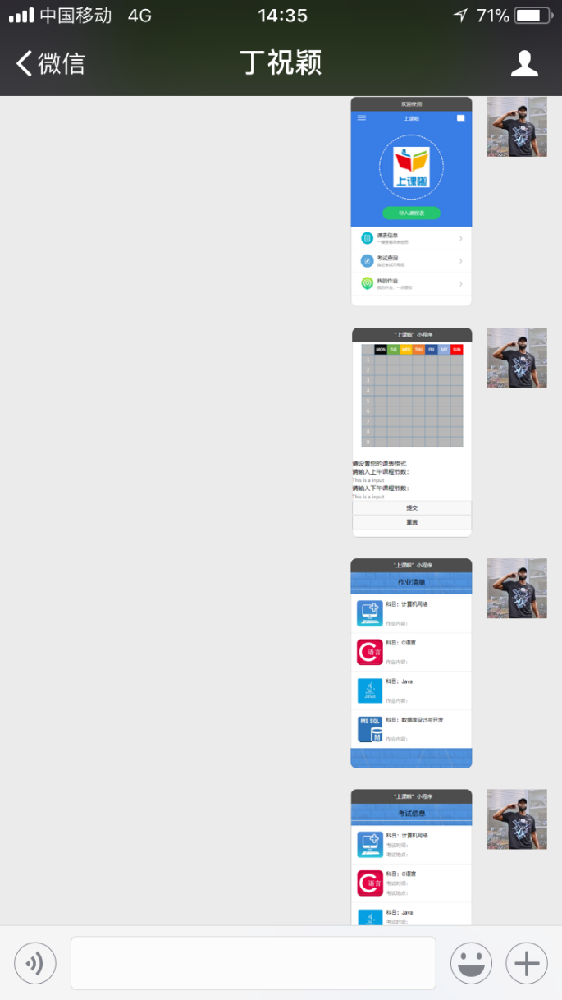 中国移动 4G 14:35 71%
微信 丁祝颖
欢迎使用
上课啦
上课啦
导入课程表
课表信息
考试查询
我的作业
"上课啦"小程序
MON TUE WED THU FRI SAT SUN
1
2
3
4
5
6
7
8
9
请设置您的课表格式
请输入上午课程节数：
This is a input
请输入下午课程节数：
This is a input
提交
重置
"上课啦"小程序
作业清单
科目：计算机网络
作业内容：
科目：C语言
C语言
作业内容：
科目：Java
Java
作业内容：
MS SQL
科目：数据库设计与开发
M
作业内容：
"上课啦"小程序
考试信息
科目：计算机网络
考试时间：
考试地点：
科目：C语言
C语言
考试时间：
考试地点：
科目：Java
考试时间：